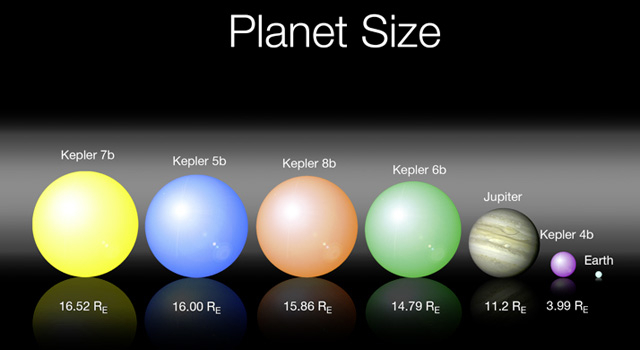 Planet Size
Kepler 7b
Kepler 5b
Kepler 8b
Kepler 6b
Jupiter
Kepler 4b
Earth
16.52 RE
16.00 RE
15.86 RE
14.79 RE
11.2 RE
3.99 RE